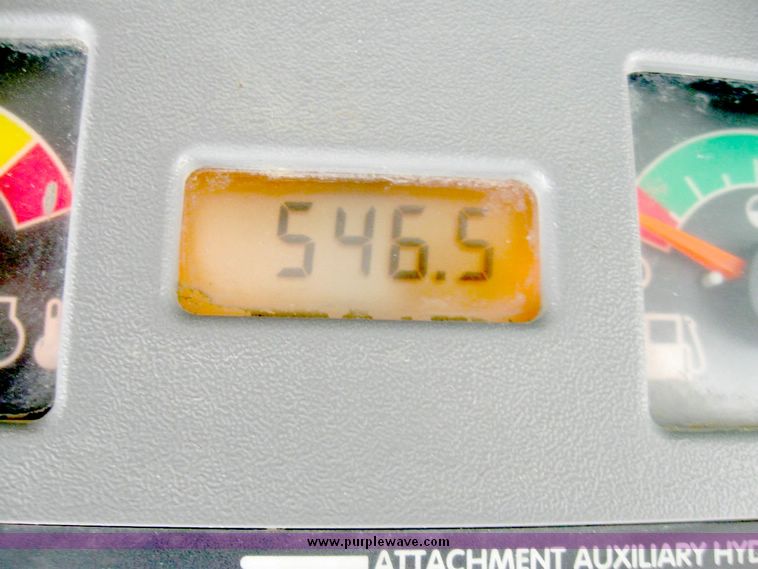 546.5
www.purplewave.com
ATTACHMENT AUXILIARY HYD